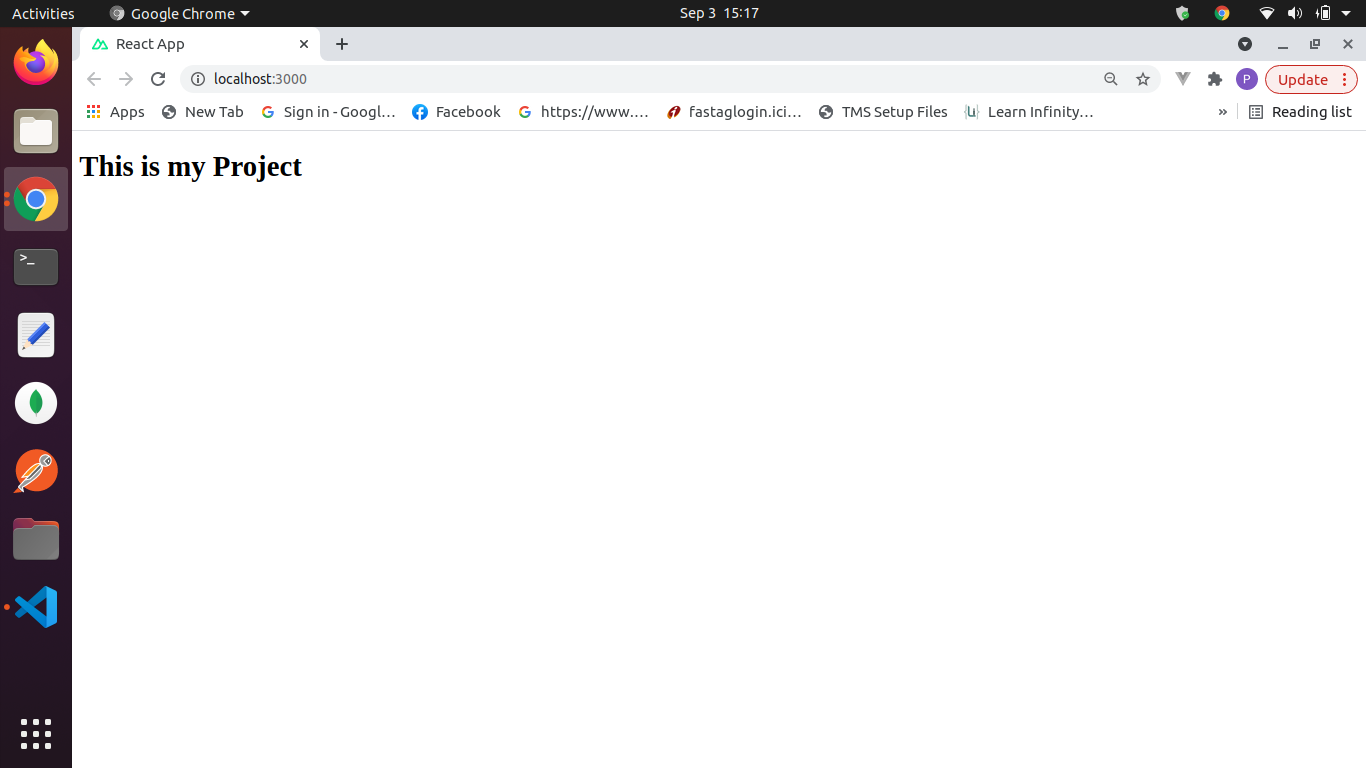 Activities Google Chrome Sep 3 15:17
React App
localhost:3000 P Update
Apps New Tab Sign in - Googl… Facebook https://www.… fastaglogin.ici… TMS Setup Files Learn Infinity… » Reading list
This is my Project
>_